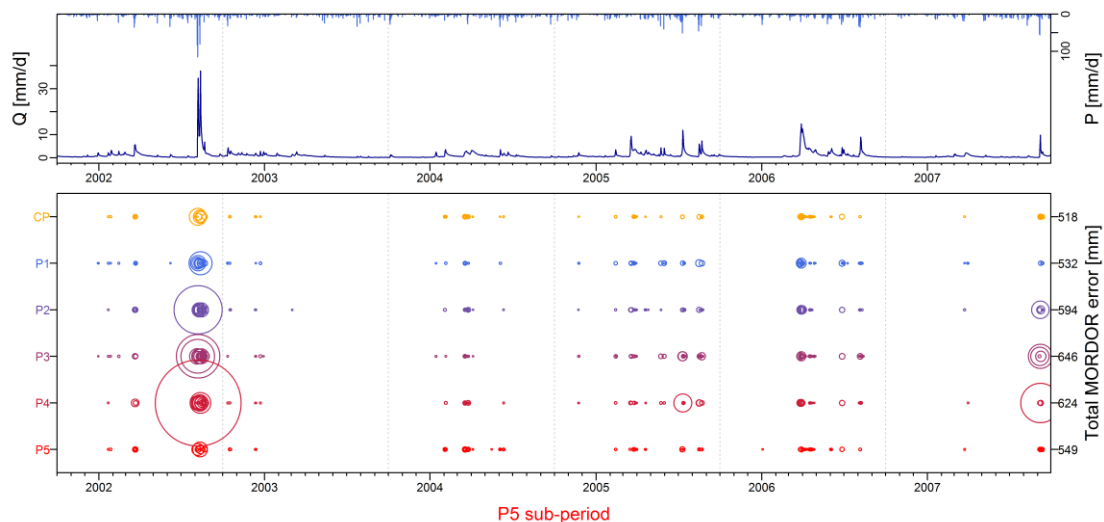 0
100
P [mm/d]
Q [mm/d]
30
10
0
2002 2003 2004 2005 2006 2007
CP 518
P1 532
P2 594
P3 646
P4 624
P5 549
Total MORDOR error [mm]
2002 2003 2004 2005 2006 2007
P5 sub-period